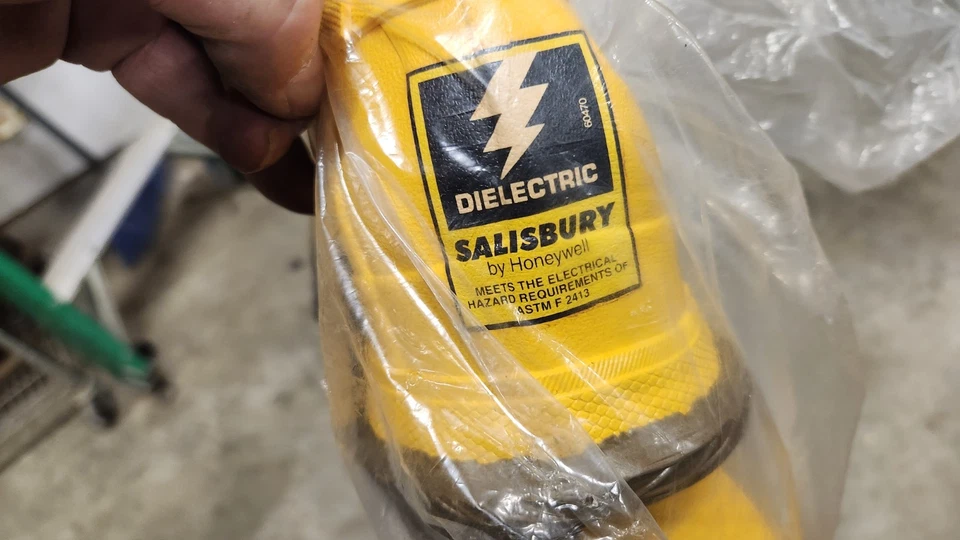 60470
DIELECTRIC
SALISBURY
by Honeywell
MEETS THE ELECTRICAL
HAZARD REQUIREMENTS OF
ASTM F 2413